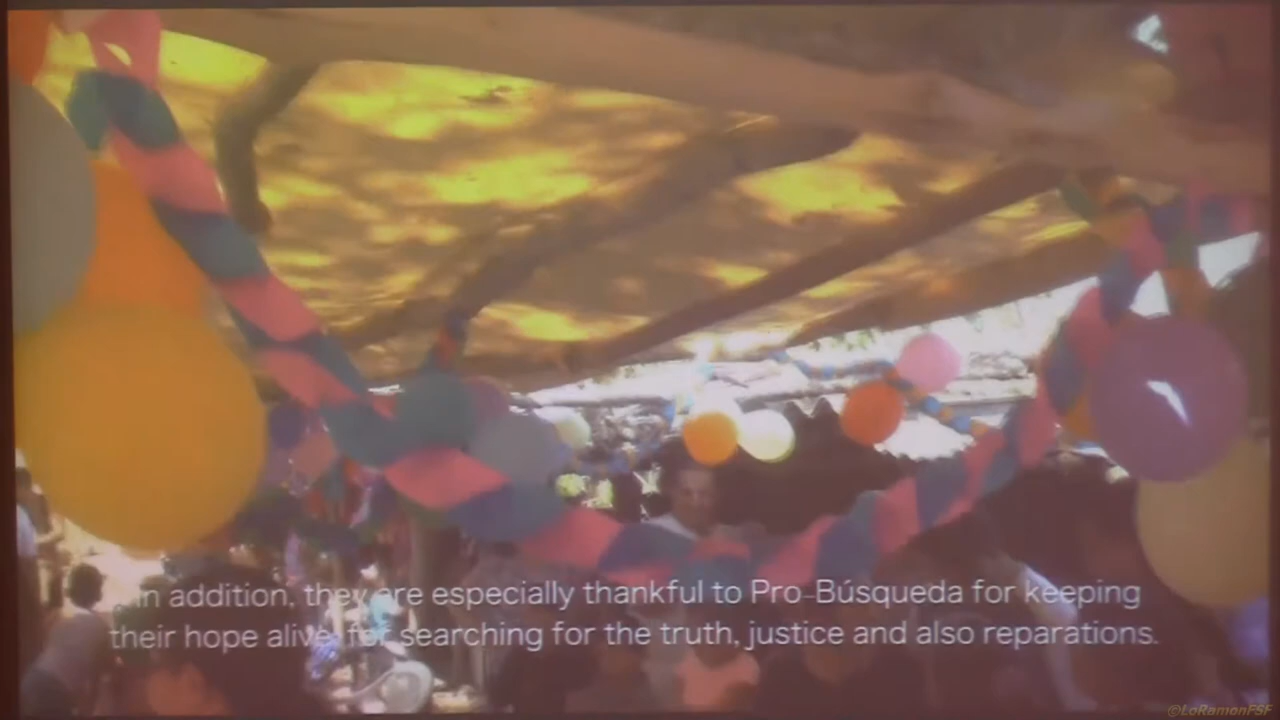 ...In addition, they are especially thankful to Pro-Búsqueda for keeping
their hope alive, for searching for the truth, justice and also reparations.
©LoRamonFSF